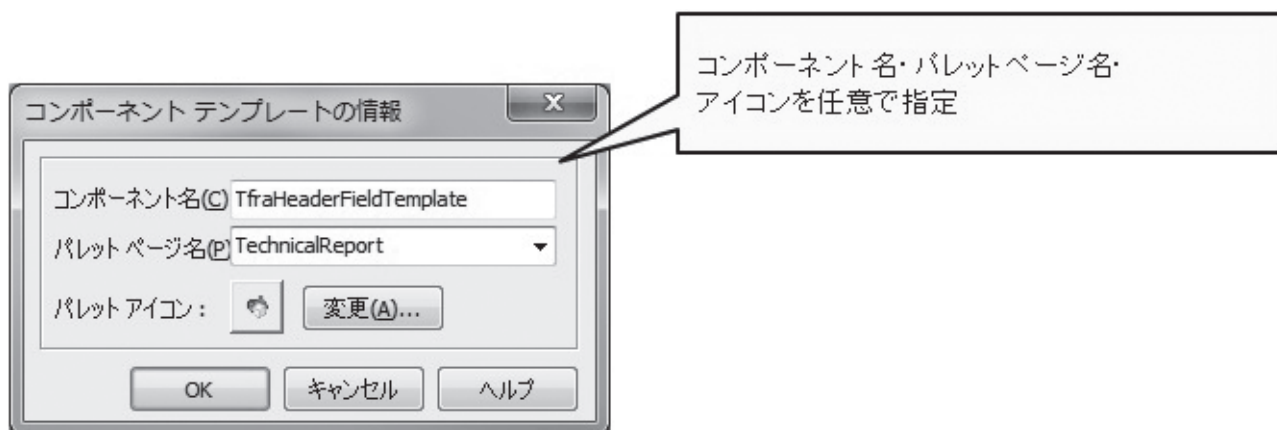 コンポーネント名・パレットページ名・
アイコンを任意で指定
コンポーネント テンプレートの情報
コンポーネント名(C) TfraHeaderFieldTemplate
パレット ページ名(P) TechnicalReport
パレット アイコン：
変更(A)...
OK
キャンセル
ヘルプ